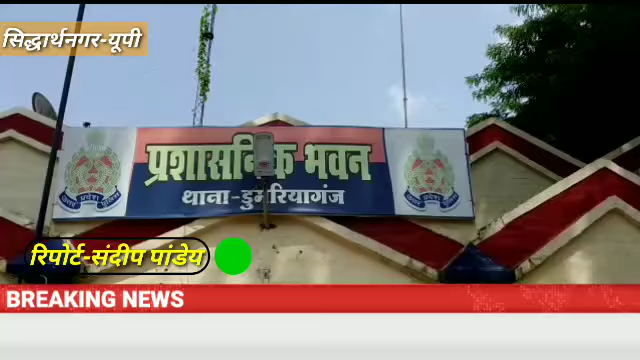 सिद्धार्थनगर-यूपी
प्रशासनिक भवन
थाना-डुमरियागंज
रिपोर्ट-संदीप पांडेय
BREAKING NEWS